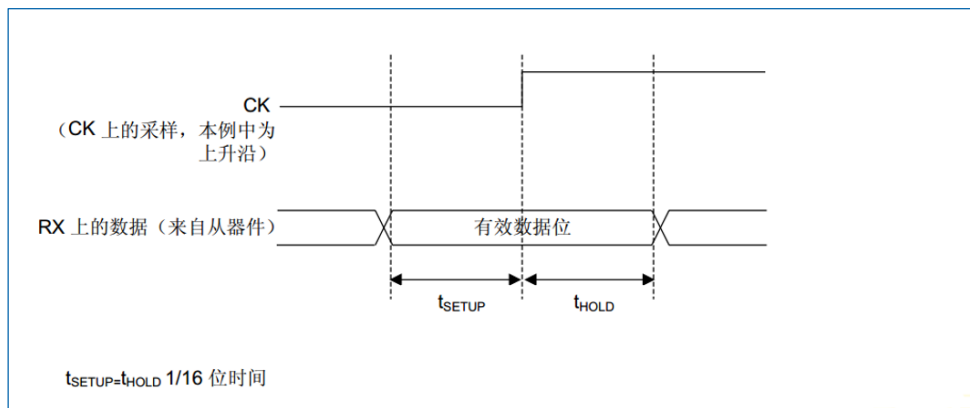 CK
（CK 上的采样，本例中为
上升沿）
RX 上的数据（来自从器件）
有效数据位
tSETUP
tHOLD
tSETUP=tHOLD 1/16 位时间